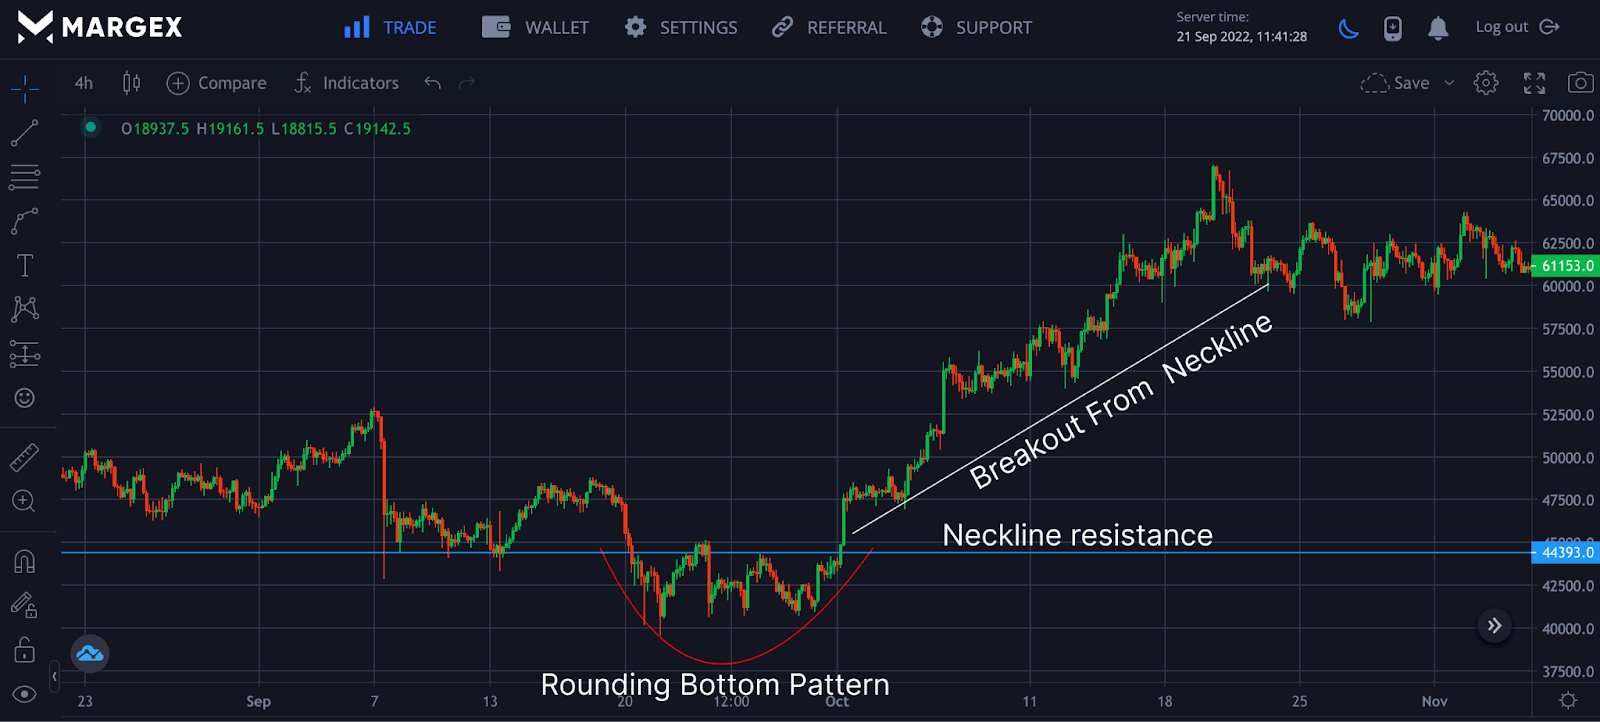 MARGEX
TRADE
WALLET
SETTINGS
REFERRAL
SUPPORT
Server time:
21 Sep 2022, 11:41:28
Log out
4h
Compare
Indicators
Save
O18937.5 H19161.5 L18815.5 C19142.5
70000.0
67500.0
65000.0
62500.0
61153.0
60000.0
57500.0
55000.0
52500.0
50000.0
47500.0
45000.0
44393.0
42500.0
40000.0
37500.0
Breakout From Neckline
Neckline resistance
Rounding Bottom Pattern
23 Sep 7 13 20 12:00 Oct 11 18 25 Nov